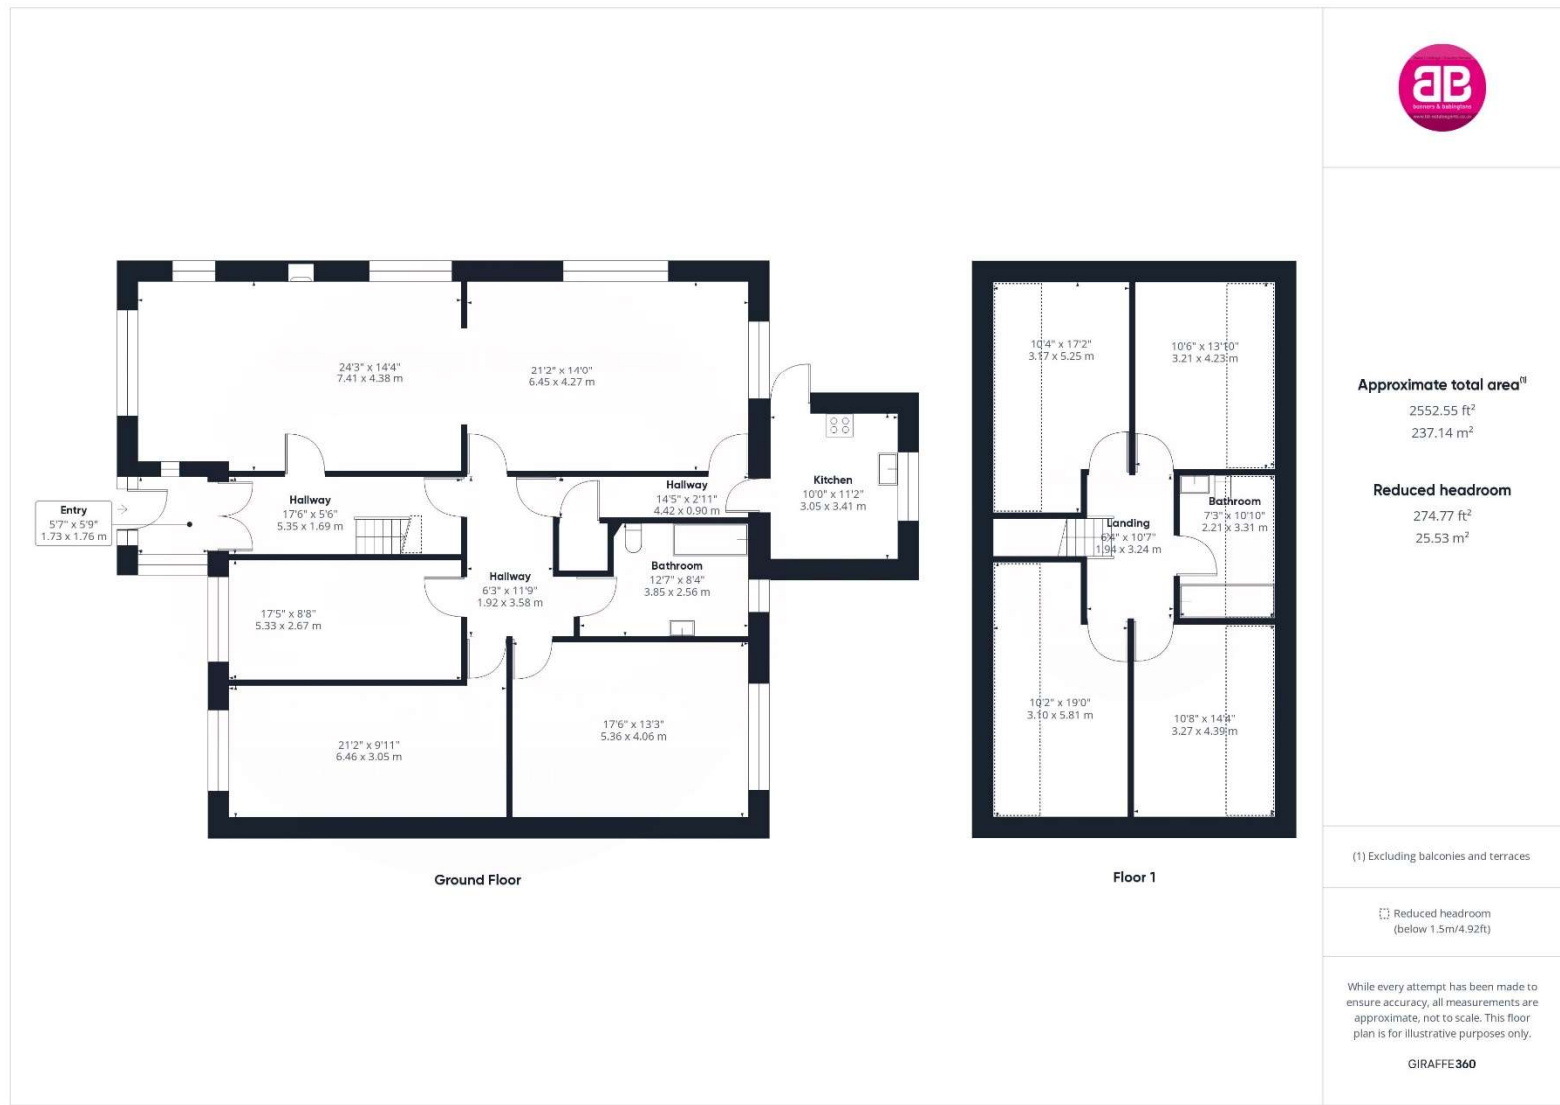 24'3" x 14'4"
7.41 x 4.38 m
21'2" x 14'0"
6.45 x 4.27 m
Entry
5'7" x 5'9"
1.73 x 1.76 m
Hallway
17'6" x 5'6"
5.35 x 1.69 m
Hallway
14'5" x 2'11"
4.42 x 0.90 m
Kitchen
10'0" x 11'2"
3.05 x 3.41 m
Hallway
6'3" x 11'9"
1.92 x 3.58 m
Bathroom
12'7" x 8'4"
3.85 x 2.56 m
17'5" x 8'8"
5.33 x 2.67 m
21'2" x 9'11"
6.46 x 3.05 m
17'6" x 13'3"
5.36 x 4.06 m
Ground Floor
10'4" x 17'2"
3.17 x 5.25 m
10'6" x 13'10"
3.21 x 4.23 m
Landing
6'4" x 10'7"
1.94 x 3.24 m
Bathroom
7'3" x 10'10"
2.21 x 3.31 m
10'2" x 19'0"
3.10 x 5.81 m
10'8" x 14'4"
3.27 x 4.39 m
Floor 1
BB
bonners & babingtons
www.bb-estateagents.co.uk
Approximate total area(1)
2552.55 ft²
237.14 m²
Reduced headroom
274.77 ft²
25.53 m²
(1) Excluding balconies and terraces
Reduced headroom
(below 1.5m/4.92ft)
While every attempt has been made to
ensure accuracy, all measurements are
approximate, not to scale. This floor
plan is for illustrative purposes only.
GIRAFFE360